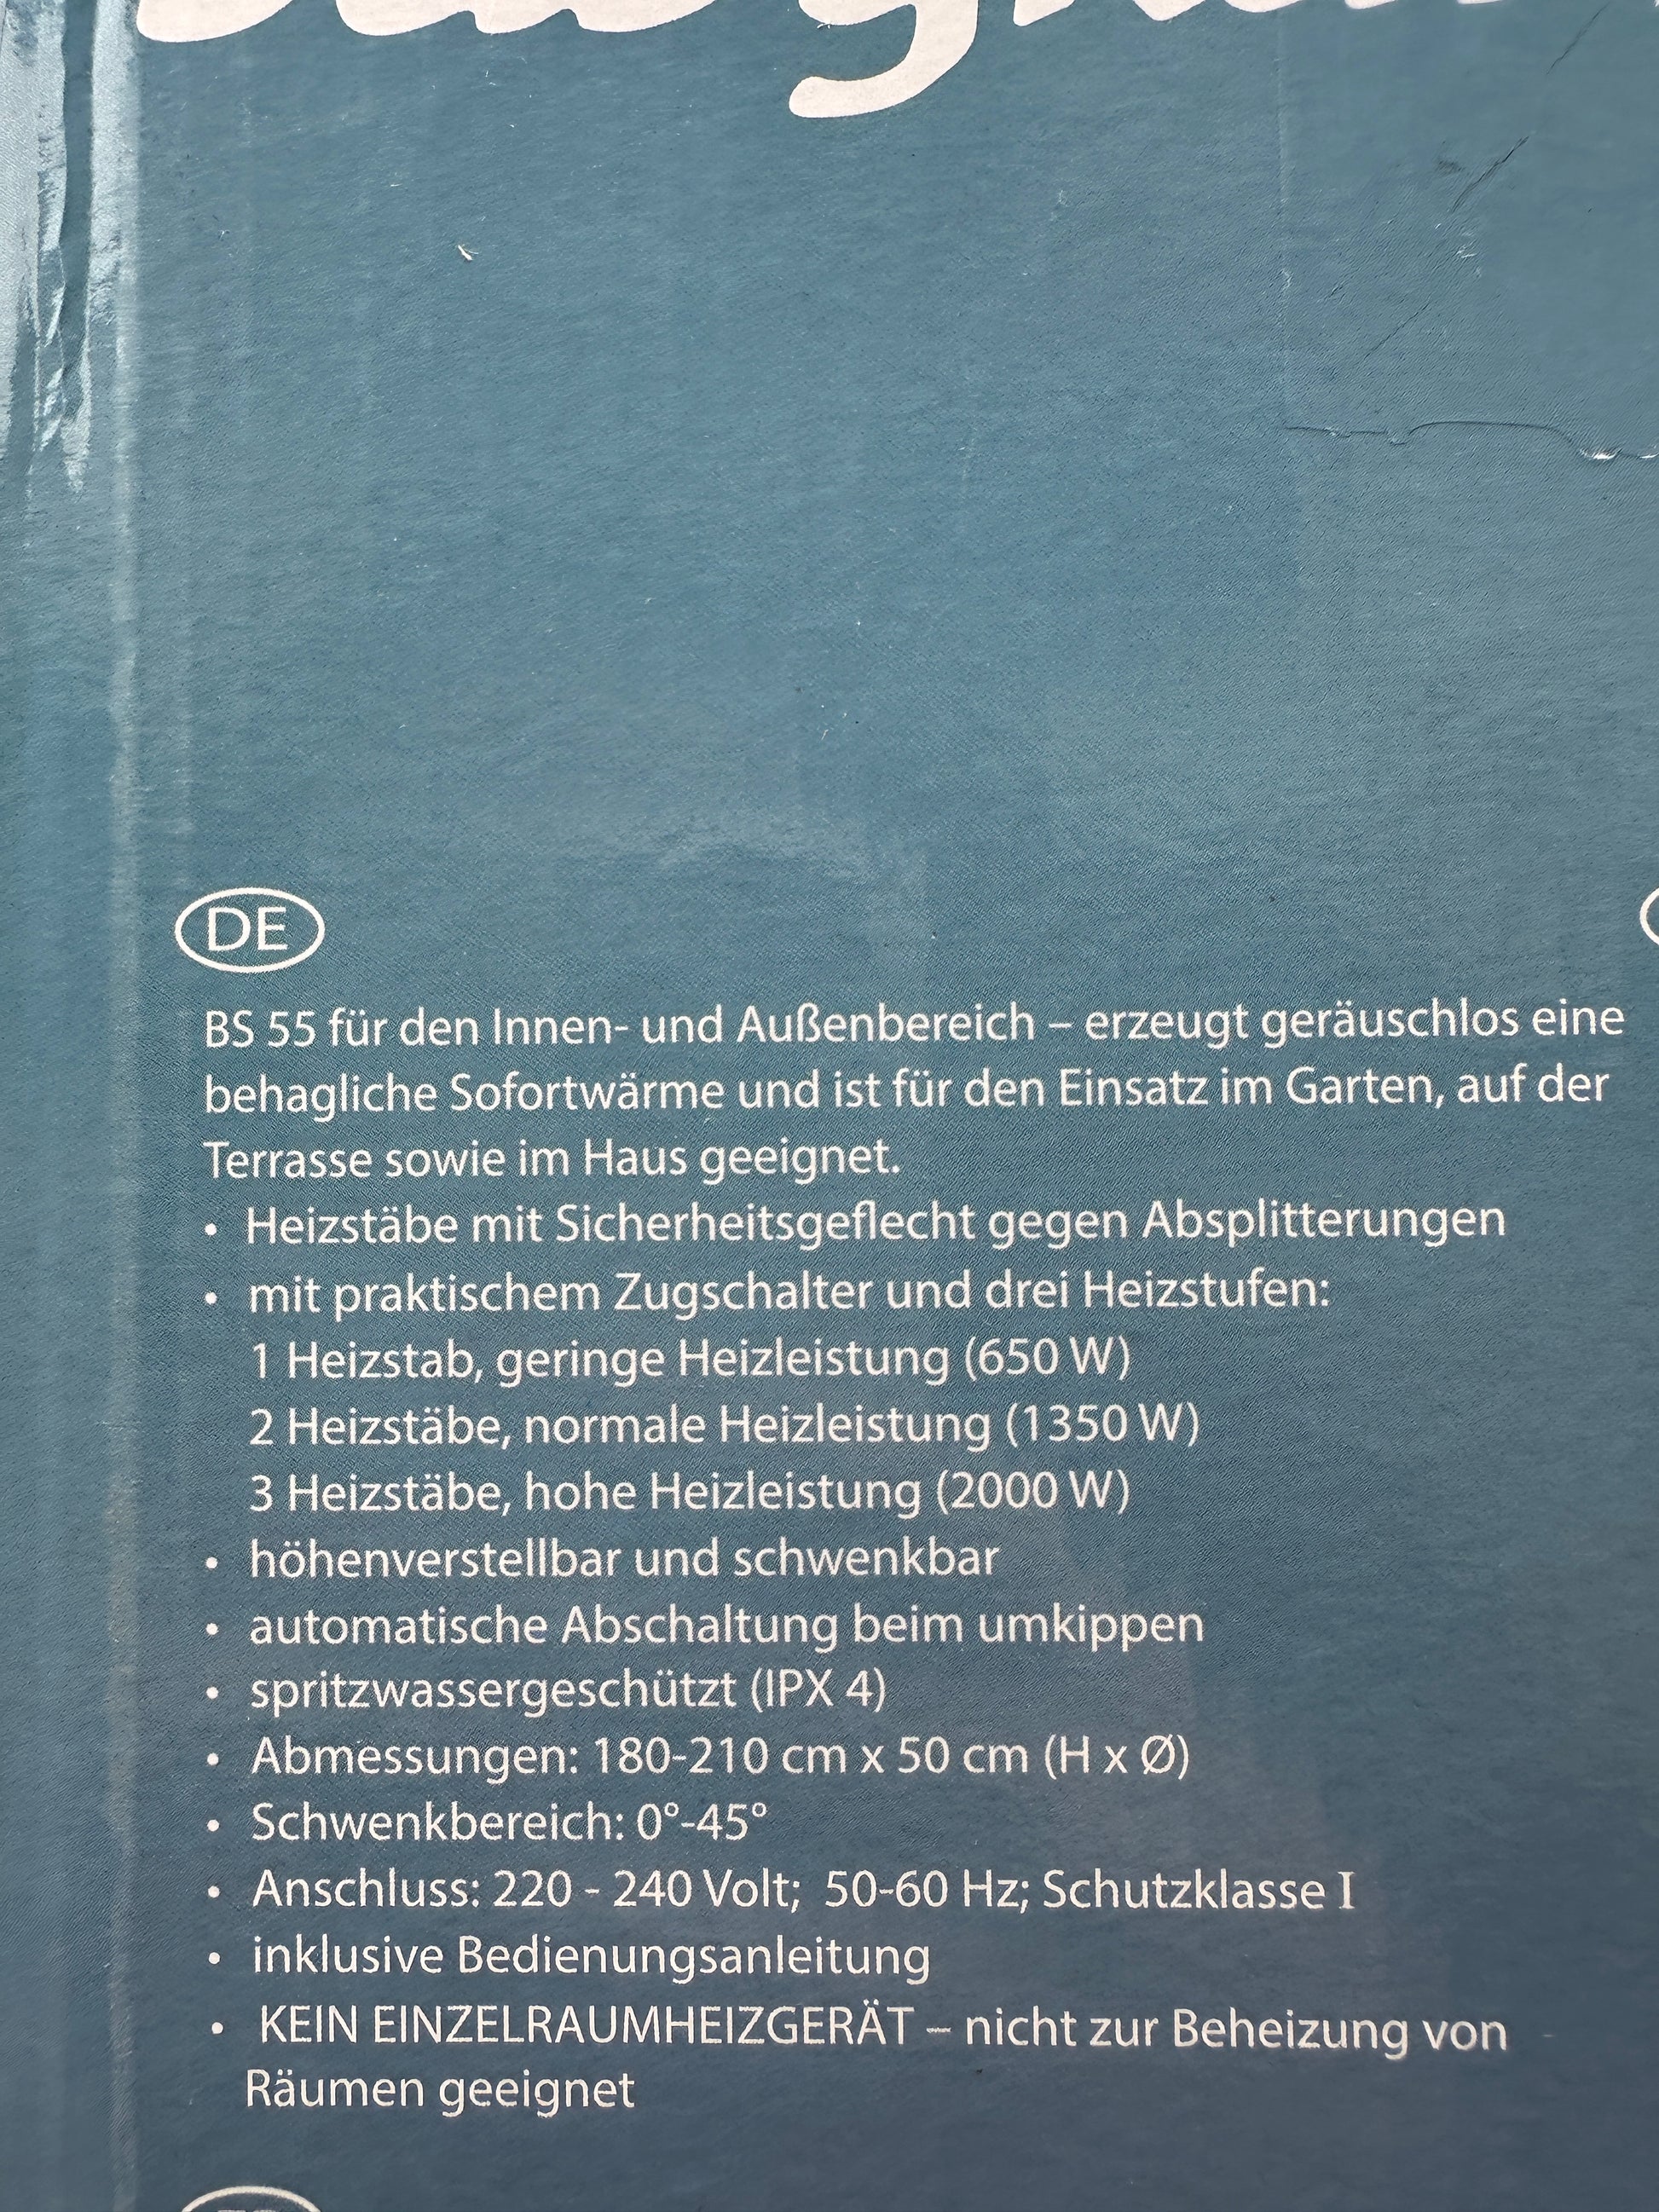 DE
BS 55 für den Innen- und Außenbereich – erzeugt geräuschlos eine
behagliche Sofortwärme und ist für den Einsatz im Garten, auf der
Terrasse sowie im Haus geeignet.
• Heizstäbe mit Sicherheitsgeflecht gegen Absplitterungen
• mit praktischem Zugschalter und drei Heizstufen:
1 Heizstab, geringe Heizleistung (650 W)
2 Heizstäbe, normale Heizleistung (1350 W)
3 Heizstäbe, hohe Heizleistung (2000 W)
• höhenverstellbar und schwenkbar
• automatische Abschaltung beim umkippen
• spritzwassergeschützt (IPX 4)
• Abmessungen: 180-210 cm x 50 cm (H x Ø)
• Schwenkbereich: 0°-45°
• Anschluss: 220 - 240 Volt; 50-60 Hz; Schutzklasse I
• inklusive Bedienungsanleitung
• KEIN EINZELRAUMHEIZGERÄT – nicht zur Beheizung von
Räumen geeignet